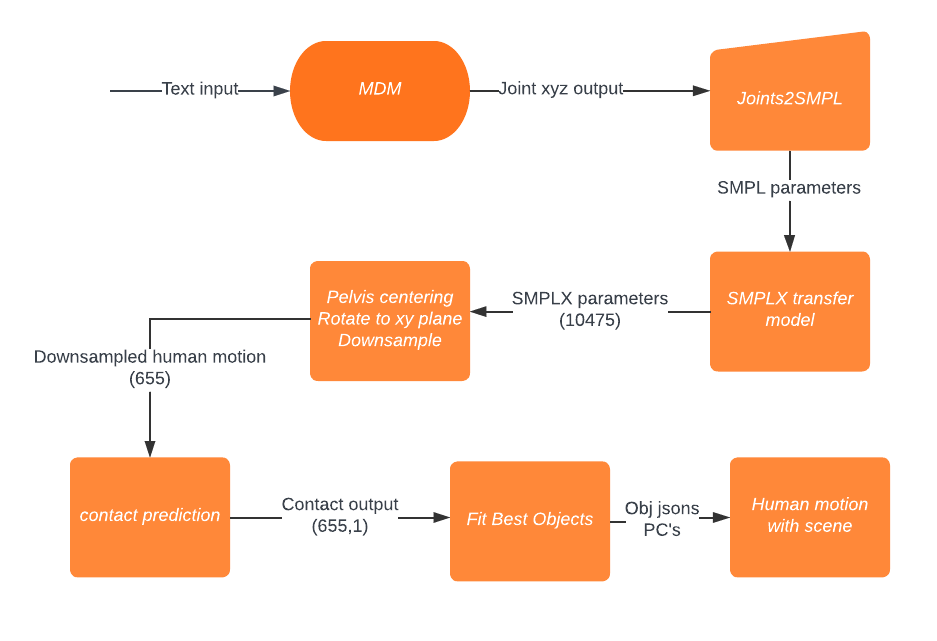 Text input
MDM
Joint xyz output
Joints2SMPL
SMPL parameters
SMPLX transfer
model
SMPLX parameters
(10475)
Pelvis centering
Rotate to xy plane
Downsample
Downsampled human motion
(655)
contact prediction
Contact output
(655,1)
Fit Best Objects
Obj jsons
PC's
Human motion
with scene